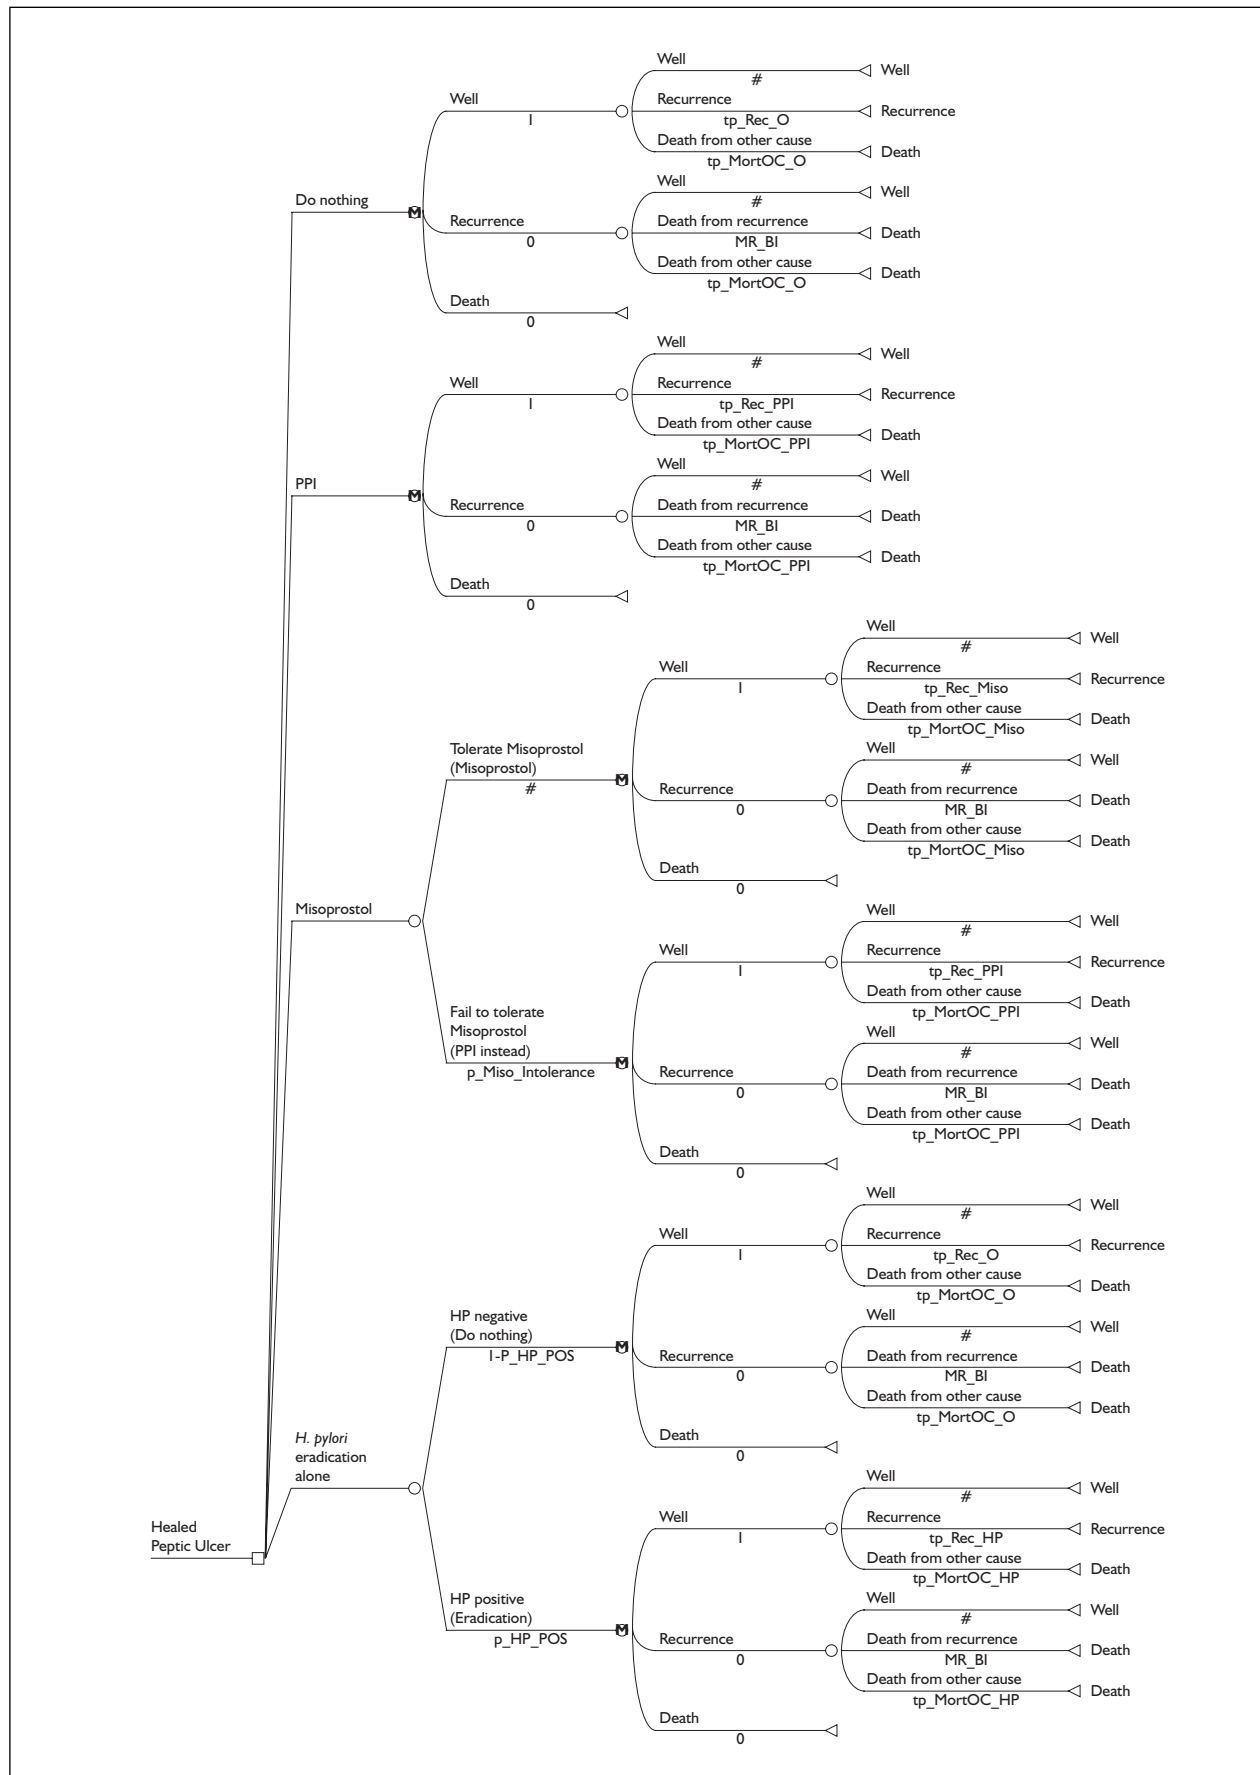 Well
#
Well
Recurrence
tp_Rec_O
Recurrence
Death from other cause
tp_MortOC_O
Death
Well
1
Well
#
Well
Death from recurrence
MR_BI
Death
Death from other cause
tp_MortOC_O
Death
Recurrence
0
Death
0
Do nothing
Well
#
Well
Recurrence
tp_Rec_PPI
Recurrence
Death from other cause
tp_MortOC_PPI
Death
Well
1
Well
#
Well
Death from recurrence
MR_BI
Death
Death from other cause
tp_MortOC_PPI
Death
Recurrence
0
Death
0
PPI
Well
#
Well
Recurrence
tp_Rec_Miso
Recurrence
Death from other cause
tp_MortOC_Miso
Death
Well
1
Well
#
Well
Death from recurrence
MR_BI
Death
Death from other cause
tp_MortOC_Miso
Death
Recurrence
0
Death
0
Tolerate Misoprostol
(Misoprostol)
#
Misoprostol
Well
#
Well
Recurrence
tp_Rec_PPI
Recurrence
Death from other cause
tp_MortOC_PPI
Death
Well
1
Well
#
Well
Death from recurrence
MR_BI
Death
Death from other cause
tp_MortOC_PPI
Death
Recurrence
0
Death
0
Fail to tolerate
Misoprostol
(PPI instead)
p_Miso_Intolerance
Well
#
Well
Recurrence
tp_Rec_O
Recurrence
Death from other cause
tp_MortOC_O
Death
Well
1
Well
#
Well
Death from recurrence
MR_BI
Death
Death from other cause
tp_MortOC_O
Death
Recurrence
0
Death
0
HP negative
(Do nothing)
1-P_HP_POS
H. pylori
eradication
alone
Healed
Peptic Ulcer
Well
#
Well
Recurrence
tp_Rec_HP
Recurrence
Death from other cause
tp_MortOC_HP
Death
Well
1
Well
#
Well
Death from recurrence
MR_BI
Death
Death from other cause
tp_MortOC_HP
Death
Recurrence
0
Death
0
HP positive
(Eradication)
p_HP_POS
M
M
M
M
M
M